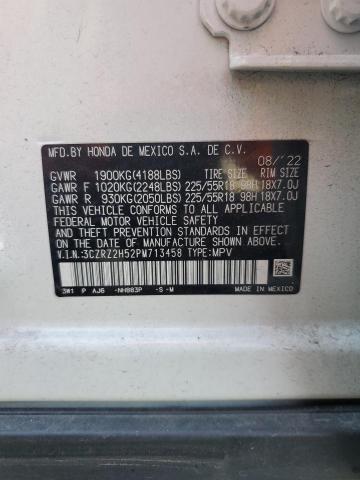 MFD.BY HONDA DE MEXICO S.A. DE C.V. 08/'22
GVWR 1900KG(4188LBS) TIRE SIZE RIM SIZE
GAWR F 1020KG(2248LBS) 225/55R18 98H 18X7.0J
GAWR R 930KG(2050LBS) 225/55R18 98H 18X7.0J
THIS VEHICLE CONFORMS TO ALL APPLICABLE
FEDERAL MOTOR VEHICLE SAFETY AND THEFT
PREVENTION STANDARDS IN EFFECT ON THE DATE
OF MANUFACTURE SHOWN ABOVE.
V.I.N.:3CZRZ2H52PM713458 TYPE:MPV
3W1 P AJ6 -NH883P -S -M